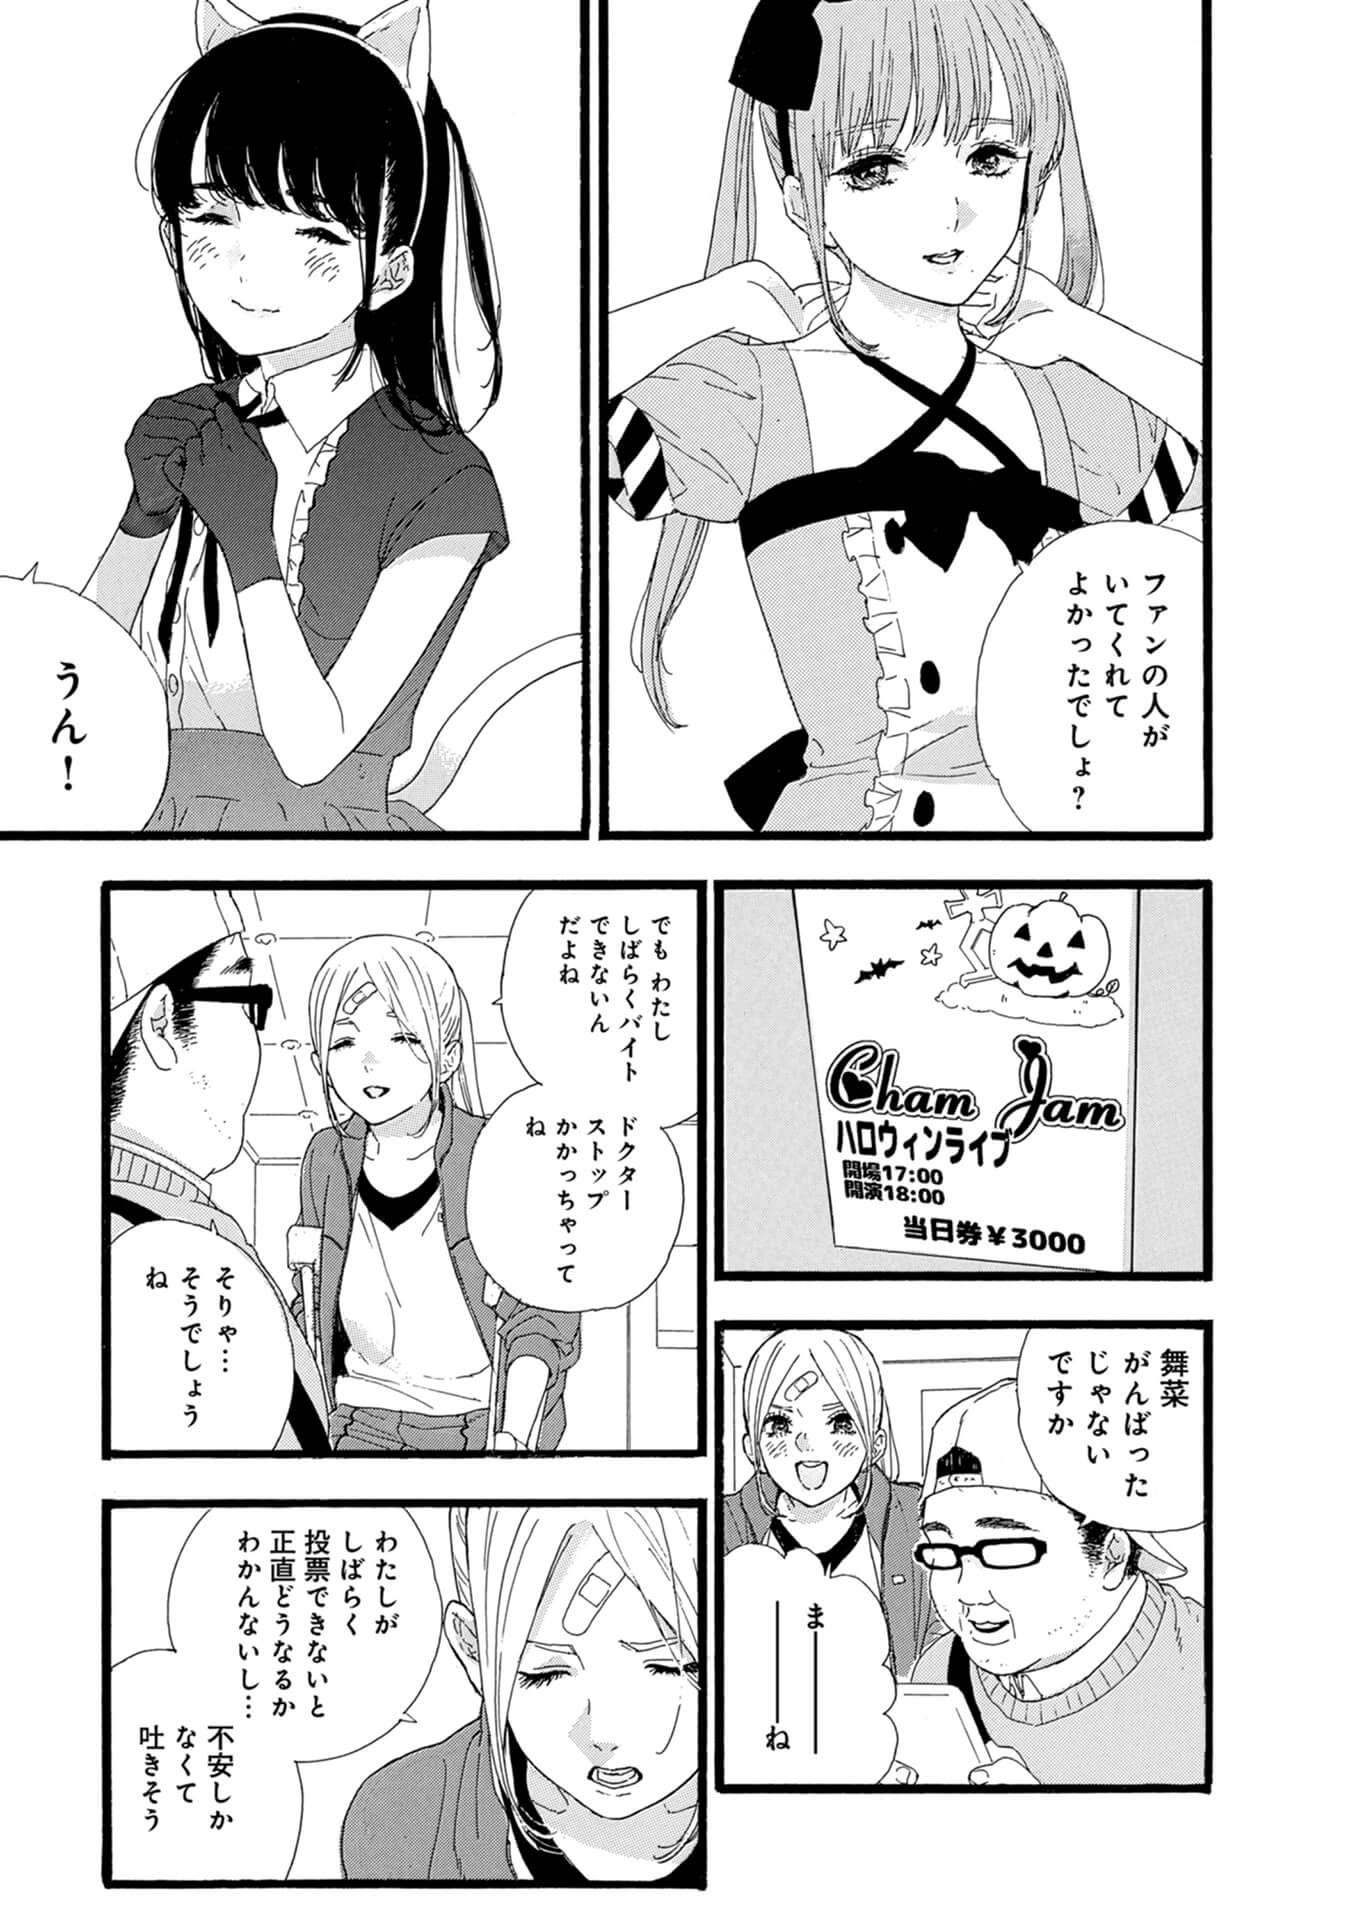 ファンの人が
いてくれて
よかったでしょ？
うん！
Cham Jam
ハロウィンライブ
開場17:00
開演18:00
当日券￥3000
舞菜
がんばった
じゃない
ですか
まーー
ーーね
でも わたし
しばらくバイト
できないん
だよね
ドクター
ストップ
かかっちゃって
ね
そりゃ…
そうでしょう
ね
わたしが
しばらく
投票できないと
正直どうなるか
わかんないし…
不安しか
なくて
吐きそう